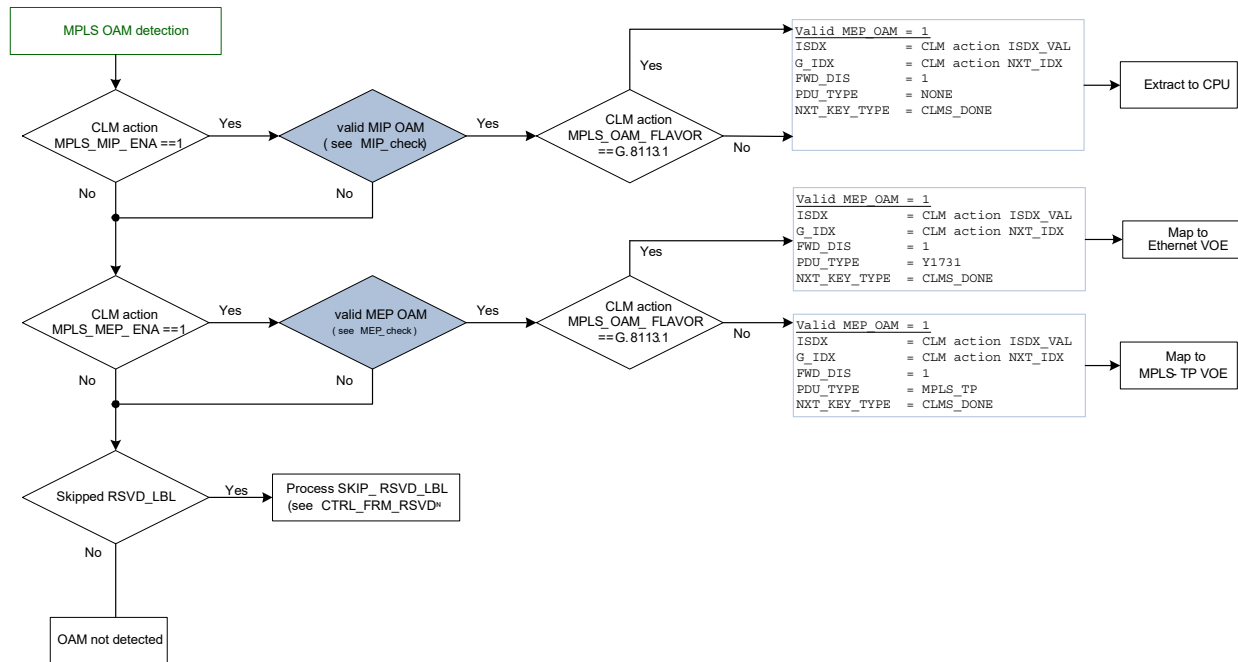 MPLS OAM detection
CLM action
MPLS_MIP_ ENA ==1
Yes
No
valid MIP OAM
( see MIP_check)
Yes
No
CLM action
MPLS_OAM_ FLAVOR
==G.8113.1
Yes
No
Valid MEP_OAM = 1
ISDX = CLM action ISDX_VAL
G_IDX = CLM action NXT_IDX
FWD_DIS = 1
PDU_TYPE = NONE
NXT_KEY_TYPE = CLMS_DONE
Extract to CPU
CLM action
MPLS_MEP_ENA ==1
Yes
No
valid MEP OAM
( see MEP_check )
Yes
No
CLM action
MPLS_OAM_ FLAVOR
==G.8113.1
Yes
No
Valid MEP_OAM = 1
ISDX = CLM action ISDX_VAL
G_IDX = CLM action NXT_IDX
FWD_DIS = 1
PDU_TYPE = Y1731
NXT_KEY_TYPE = CLMS_DONE
Map to
Ethernet VOE
Valid MEP_OAM = 1
ISDX = CLM action ISDX_VAL
G_IDX = CLM action NXT_IDX
FWD_DIS = 1
PDU_TYPE = MPLS_TP
NXT_KEY_TYPE = CLMS_DONE
Map to
MPLS- TP VOE
Skipped RSVD_LBL
Yes
No
Process SKIP_ RSVD_LBL
(see CTRL_FRM_RSVDᴺ
OAM not detected